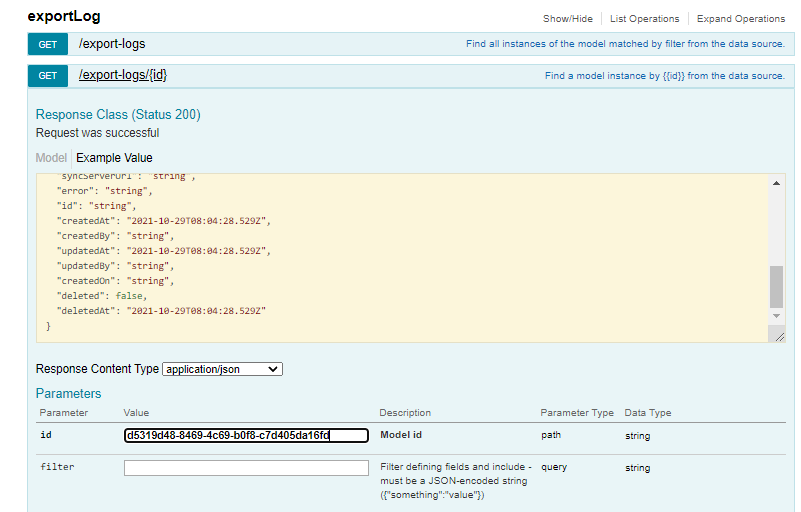 exportLog
Show/Hide List Operations Expand Operations
GET /export-logs Find all instances of the model matched by filter from the data source.
GET /export-logs/{id} Find a model instance by {{id}} from the data source.
Response Class (Status 200)
Request was successful
Model Example Value
"syncServerUrl": "string",
"error": "string",
"id": "string",
"createdAt": "2021-10-29T08:04:28.529Z",
"createdBy": "string",
"updatedAt": "2021-10-29T08:04:28.529Z",
"updatedBy": "string",
"createdOn": "string",
"deleted": false,
"deletedAt": "2021-10-29T08:04:28.529Z"
}
Response Content Type application/json
Parameters
Parameter Value Description Parameter Type Data Type
id d5319d48-8469-4c69-b0f8-c7d405da16fd Model id path string
filter Filter defining fields and include - query string
must be a JSON-encoded string
({"something":"value"})